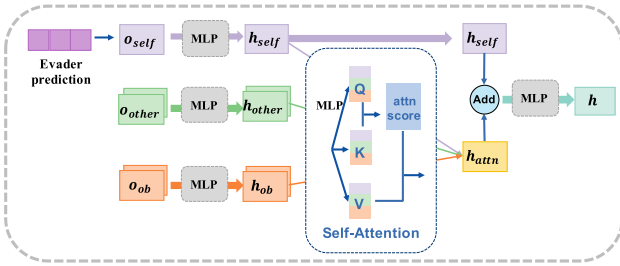 Evader
prediction
o_self
MLP
h_self
h_self
o_other
MLP
h_other
o_ob
MLP
h_ob
MLP
Q
K
V
attn
score
Self-Attention
Add
MLP
h
h_attn